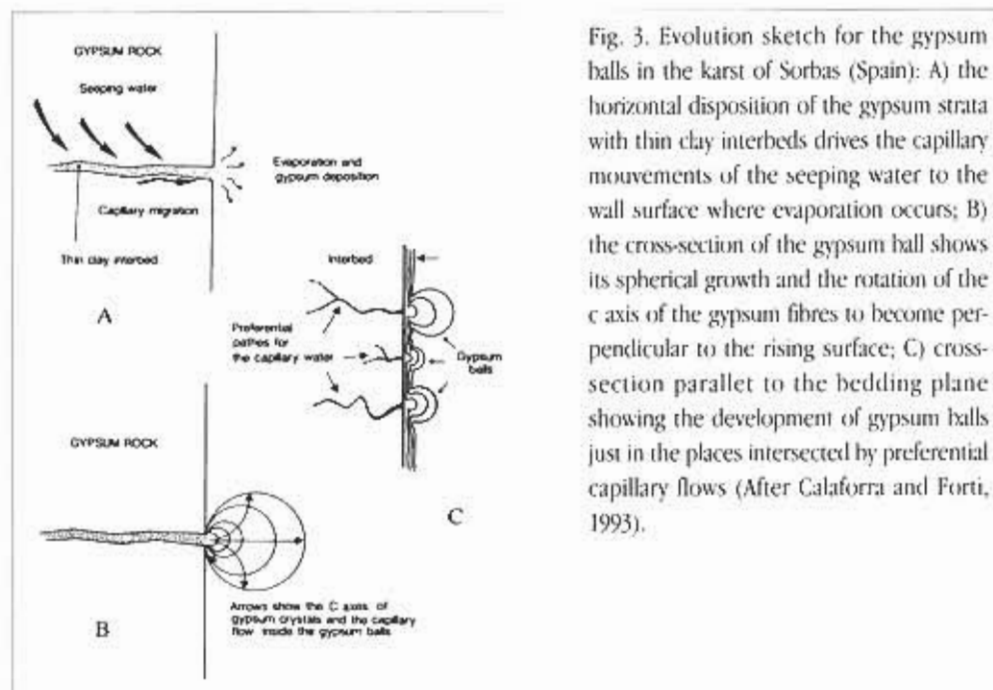 GYPSUM ROCK
Seeping water
Evaporation and
gypsum deposition
Capillary migration
Thin clay interbed
A
Interbed
Preferential
pathes for
the capillary water
Gypsum
balls
C
GYPSUM ROCK
Arrows show the C axes of
gypsum crystals and the capillary
flow inside the gypsum balls
B
Fig. 3. Evolution sketch for the gypsum
balls in the karst of Sorbas (Spain): A) the
horizontal disposition of the gypsum strata
with thin clay interbeds drives the capillary
mouvements of the seeping water to the
wall surface where evaporation occurs; B)
the cross-section of the gypsum ball shows
its spherical growth and the rotation of the
c axis of the gypsum fibres to become per-
pendicular to the rising surface; C) cross-
section parallet to the bedding plane
showing the development of gypsum balls
just in the places intersected by preferential
capillary flows (After Calaforra and Forti,
1993).